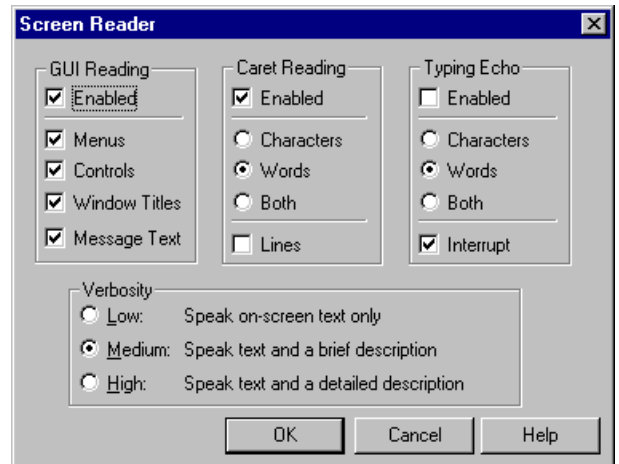 Screen Reader
GUI Reading
Enabled
Menus
Controls
Window Titles
Message Text
Caret Reading
Enabled
Characters
Words
Both
Lines
Typing Echo
Enabled
Characters
Words
Both
Interrupt
Verbosity
Low: Speak on-screen text only
Medium: Speak text and a brief description
High: Speak text and a detailed description
OK Cancel Help